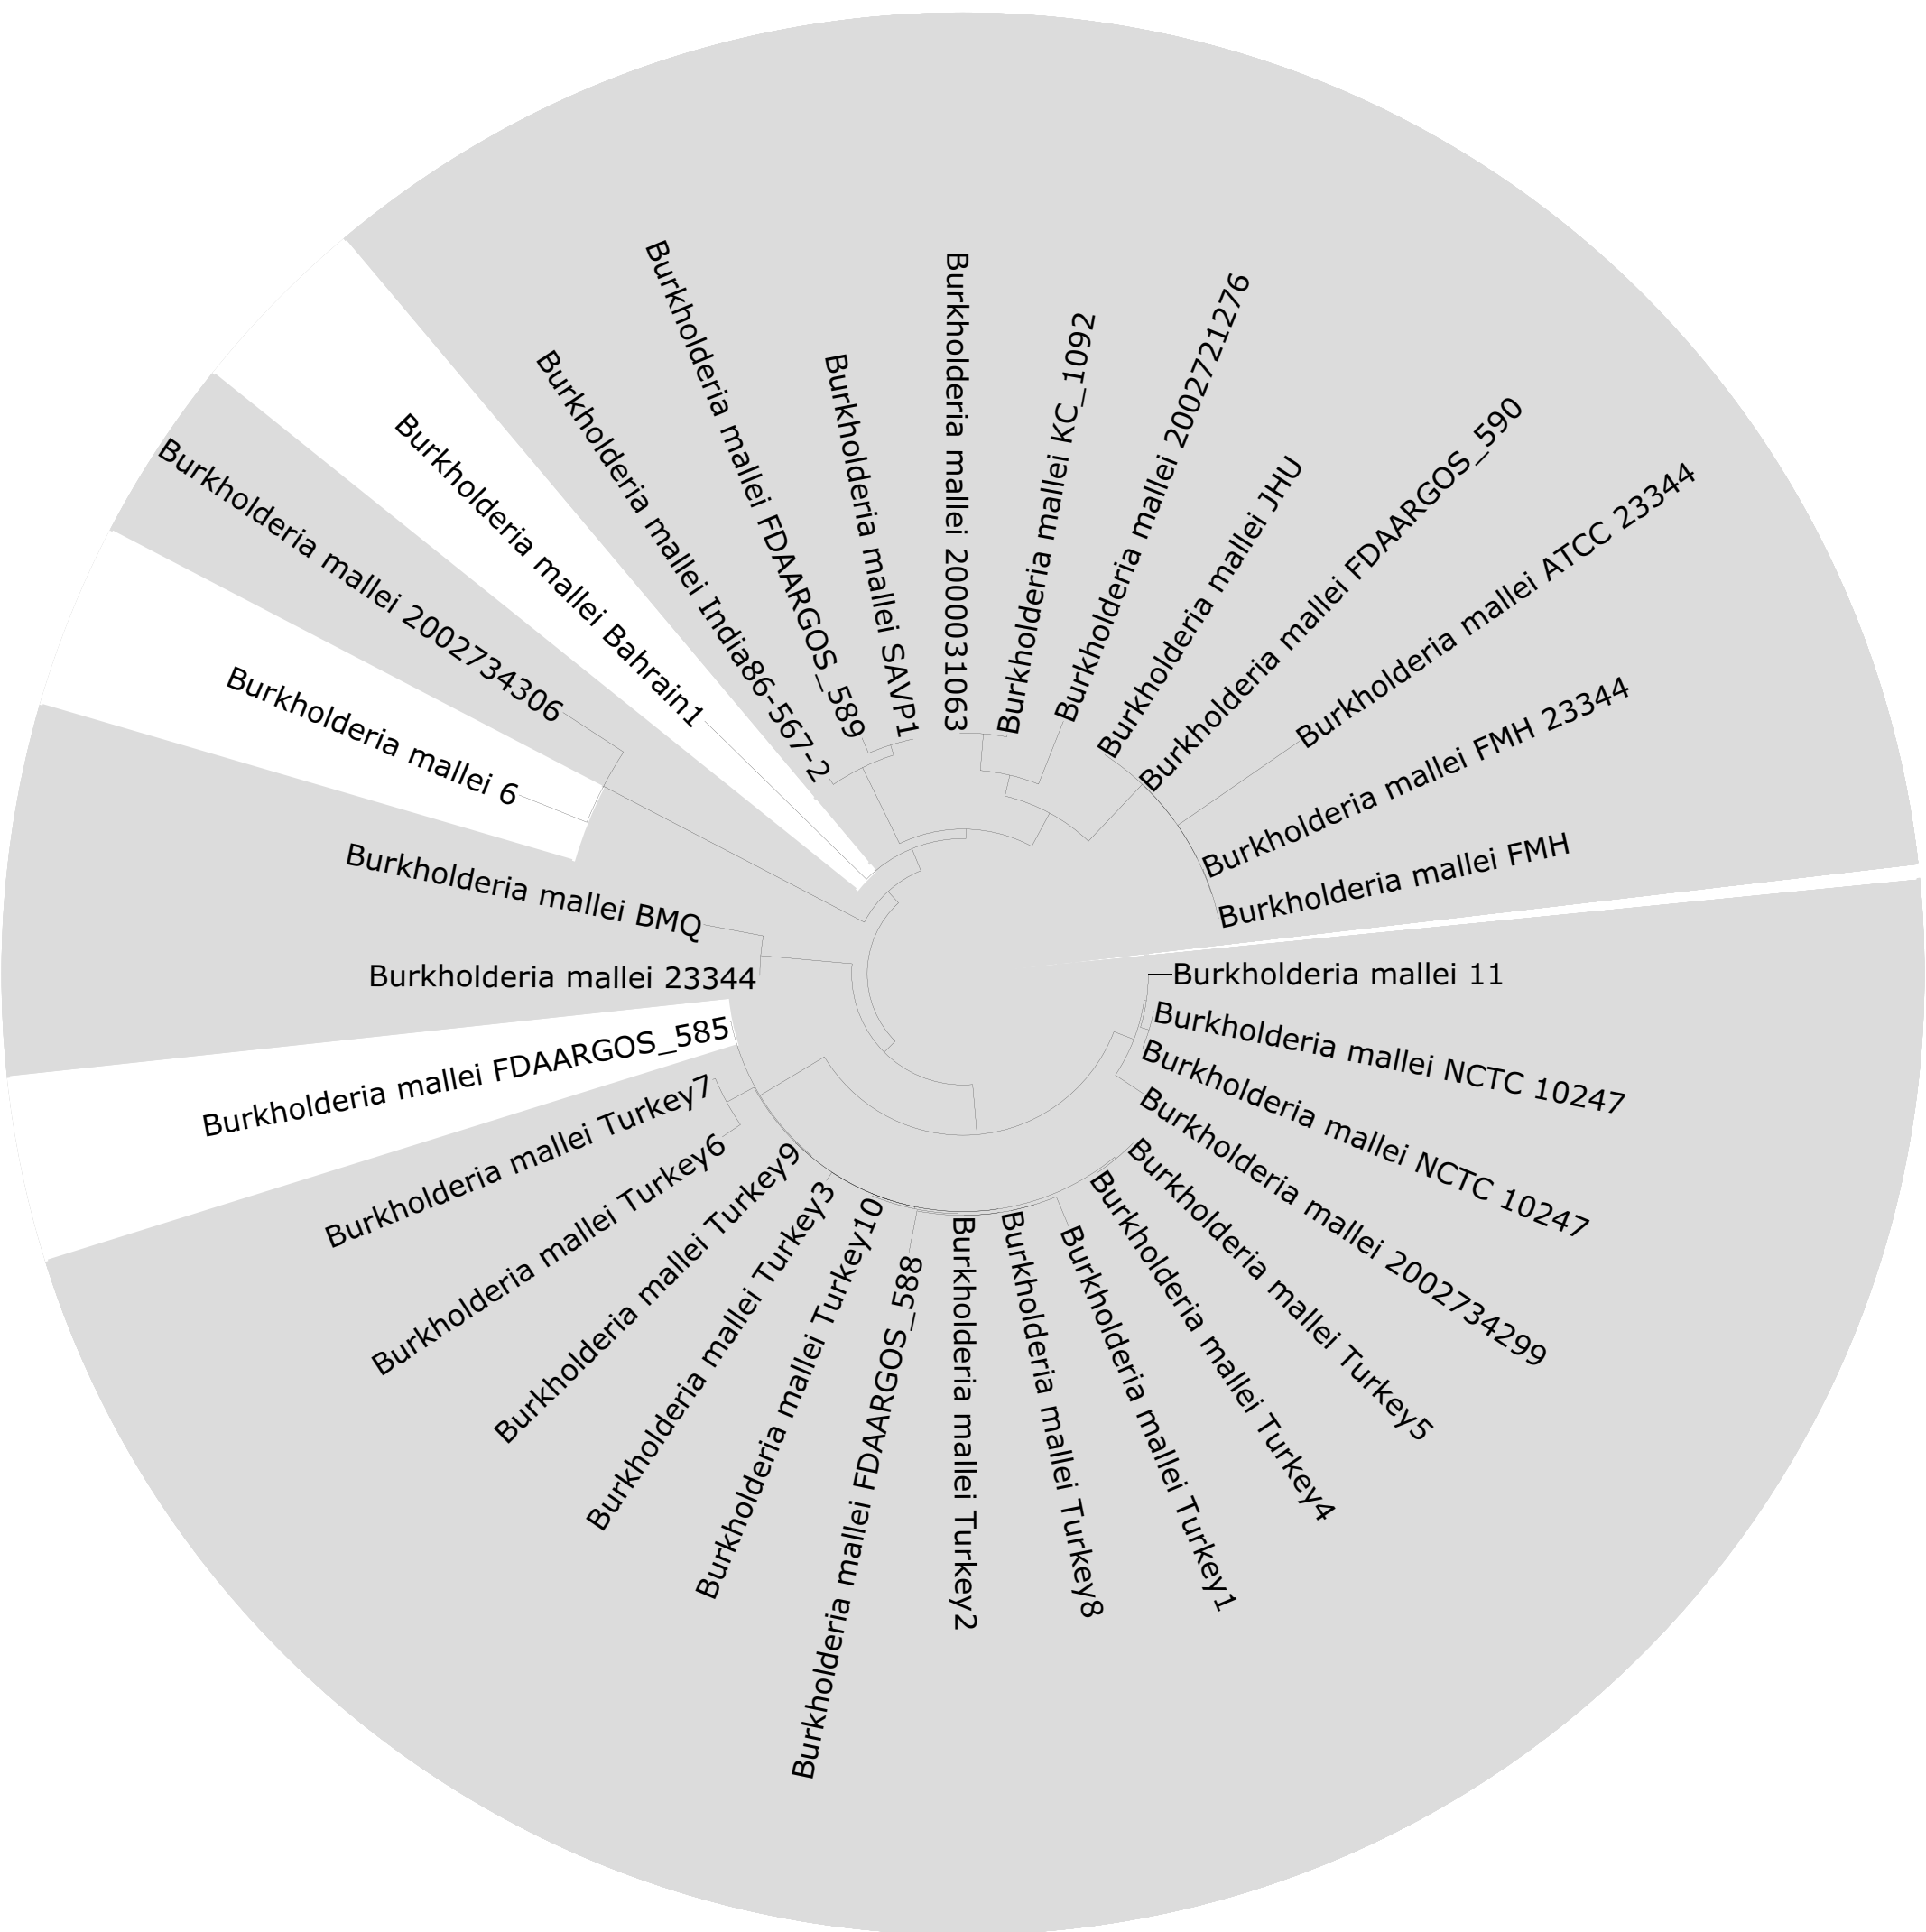 Burkholderia mallei 2000031063
Burkholderia mallei KC_1092
Burkholderia mallei 2002721276
Burkholderia mallei JHU
Burkholderia mallei FDAARGOS_590
Burkholderia mallei ATCC 23344
Burkholderia mallei FMH 23344
Burkholderia mallei FMH
Burkholderia mallei 11
Burkholderia mallei NCTC 10247
Burkholderia mallei NCTC 10247
Burkholderia mallei 2002734299
Burkholderia mallei Turkey5
Burkholderia mallei Turkey4
Burkholderia mallei Turkey1
Burkholderia mallei Turkey8
Burkholderia mallei Turkey2
Burkholderia mallei FDAARGOS_588
Burkholderia mallei Turkey10
Burkholderia mallei Turkey3
Burkholderia mallei Turkey9
Burkholderia mallei Turkey6
Burkholderia mallei Turkey7
Burkholderia mallei FDAARGOS_585
Burkholderia mallei 23344
Burkholderia mallei BMQ
Burkholderia mallei 6
Burkholderia mallei 2002734306
Burkholderia mallei Bahrain1
Burkholderia mallei India86-567-2
Burkholderia mallei FDAARGOS_589
Burkholderia mallei SAVP1